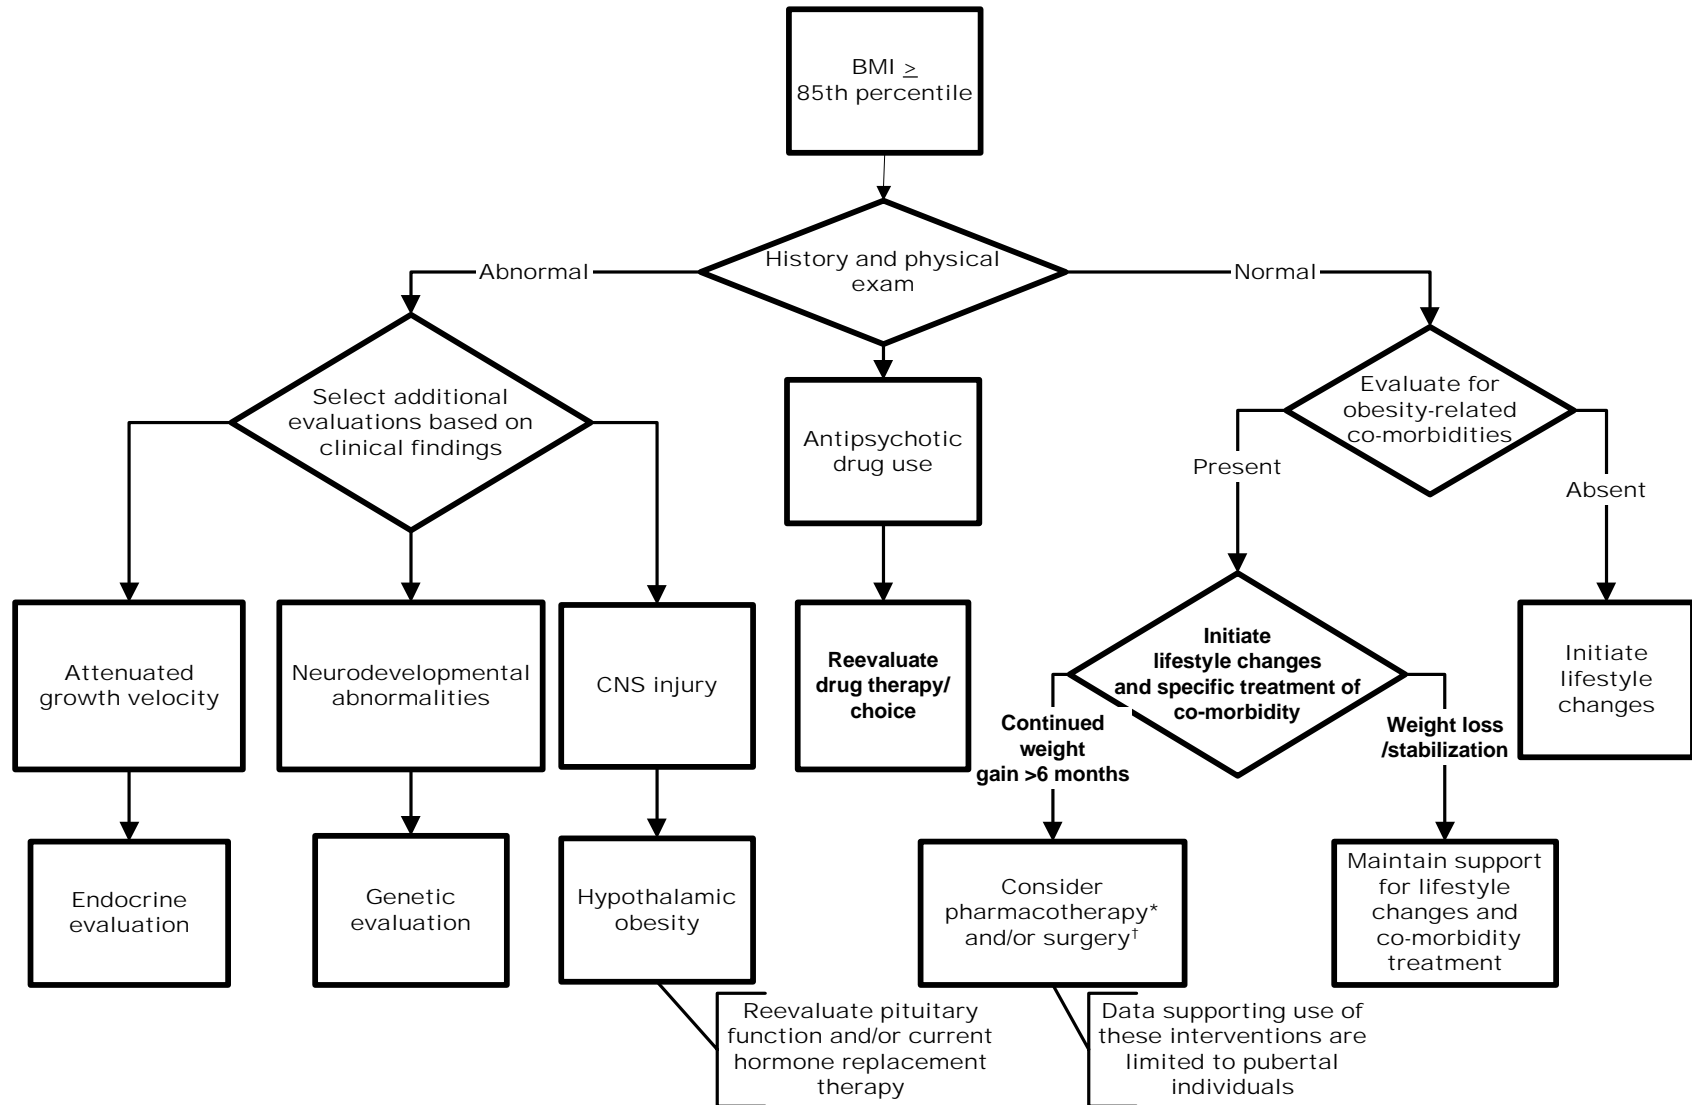 BMI ≥
85th percentile
History and physical
exam
Abnormal
Normal
Select additional
evaluations based on
clinical findings
Antipsychotic
drug use
Evaluate for
obesity-related
co-morbidities
Present
Absent
Attenuated
growth velocity
Neurodevelopmental
abnormalities
CNS injury
Reevaluate
drug therapy/
choice
Initiate
lifestyle changes
and specific treatment of
co-morbidity
Initiate
lifestyle
changes
Continued
weight
gain >6 months
Weight loss
/stabilization
Endocrine
evaluation
Genetic
evaluation
Hypothalamic
obesity
Consider
pharmacotherapy*
and/or surgery†
Maintain support
for lifestyle
changes and
co-morbidity
treatment
Reevaluate pituitary
function and/or current
hormone replacement
therapy
Data supporting use of
these interventions are
limited to pubertal
individuals